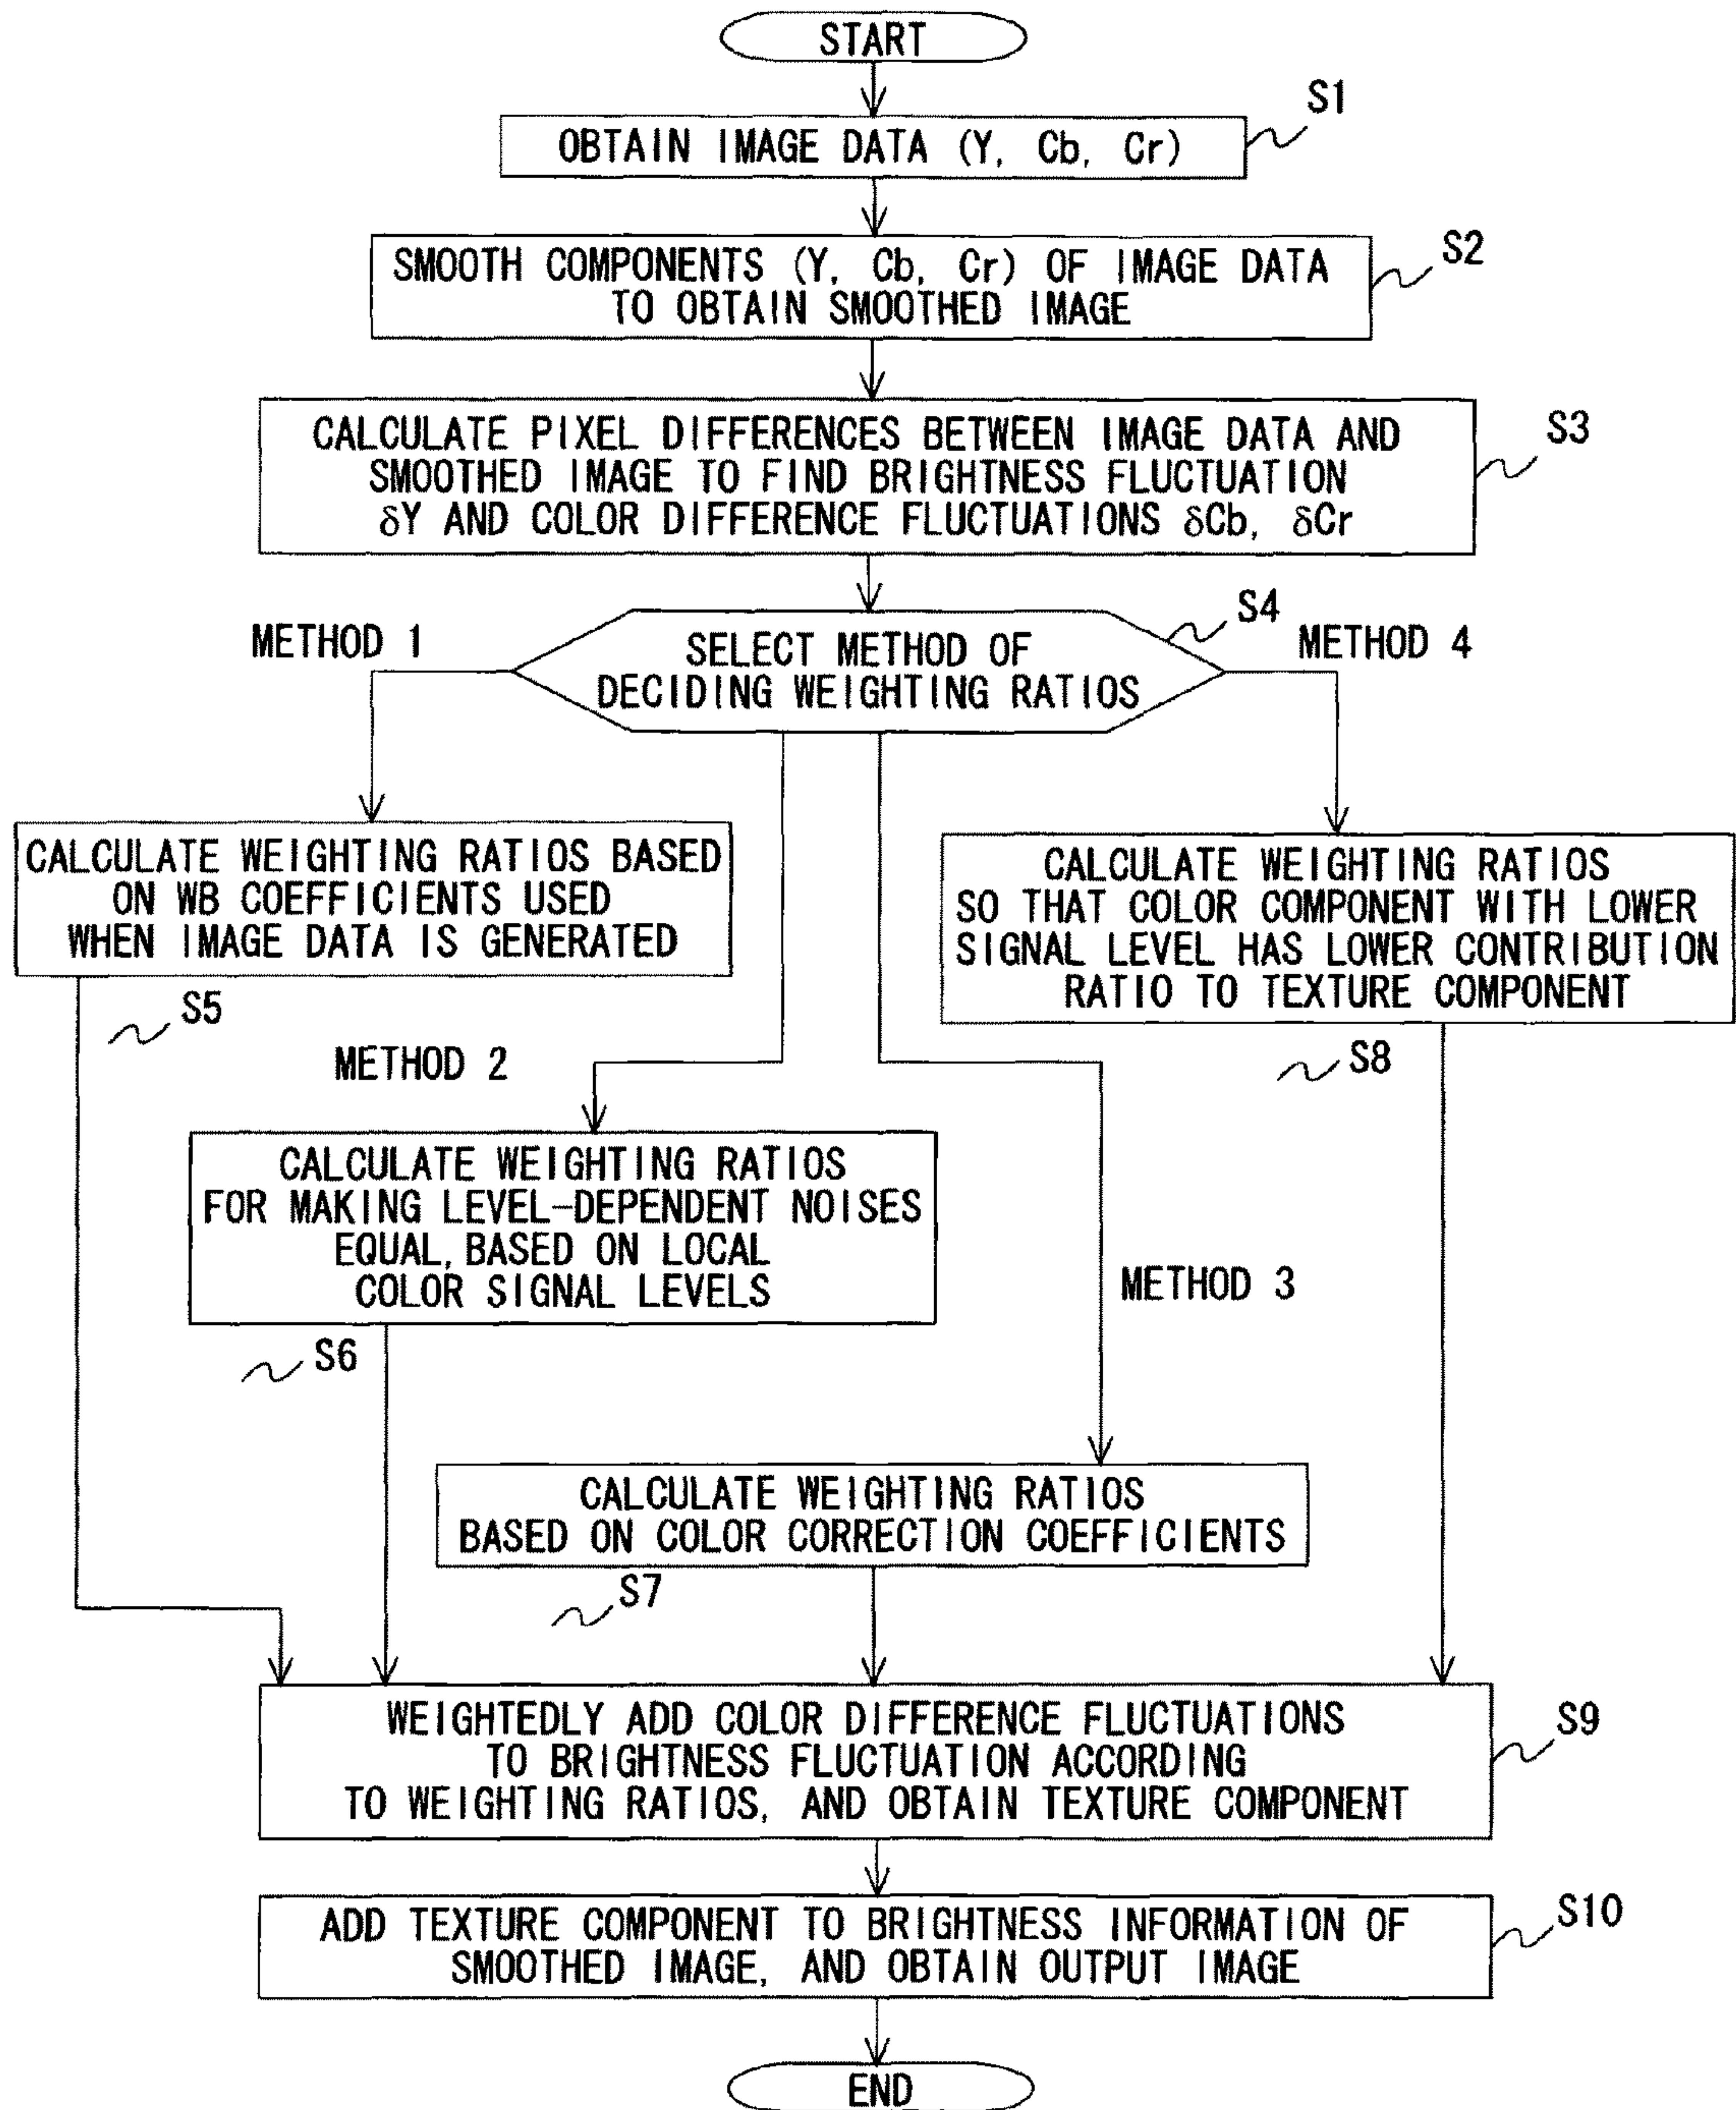 START
S1
OBTAIN IMAGE DATA (Y, Cb, Cr)
S2
SMOOTH COMPONENTS (Y, Cb, Cr) OF IMAGE DATA
TO OBTAIN SMOOTHED IMAGE
S3
CALCULATE PIXEL DIFFERENCES BETWEEN IMAGE DATA AND
SMOOTHED IMAGE TO FIND BRIGHTNESS FLUCTUATION
δY AND COLOR DIFFERENCE FLUCTUATIONS δCb, δCr
S4
METHOD 1
METHOD 4
SELECT METHOD OF
DECIDING WEIGHTING RATIOS
CALCULATE WEIGHTING RATIOS BASED
ON WB COEFFICIENTS USED
WHEN IMAGE DATA IS GENERATED
S5
CALCULATE WEIGHTING RATIOS
SO THAT COLOR COMPONENT WITH LOWER
SIGNAL LEVEL HAS LOWER CONTRIBUTION
RATIO TO TEXTURE COMPONENT
S8
METHOD 2
CALCULATE WEIGHTING RATIOS
FOR MAKING LEVEL-DEPENDENT NOISES
EQUAL, BASED ON LOCAL
COLOR SIGNAL LEVELS
S6
METHOD 3
CALCULATE WEIGHTING RATIOS
BASED ON COLOR CORRECTION COEFFICIENTS
S7
WEIGHTEDLY ADD COLOR DIFFERENCE FLUCTUATIONS
TO BRIGHTNESS FLUCTUATION ACCORDING
TO WEIGHTING RATIOS, AND OBTAIN TEXTURE COMPONENT
S9
ADD TEXTURE COMPONENT TO BRIGHTNESS INFORMATION OF
SMOOTHED IMAGE, AND OBTAIN OUTPUT IMAGE
S10
END